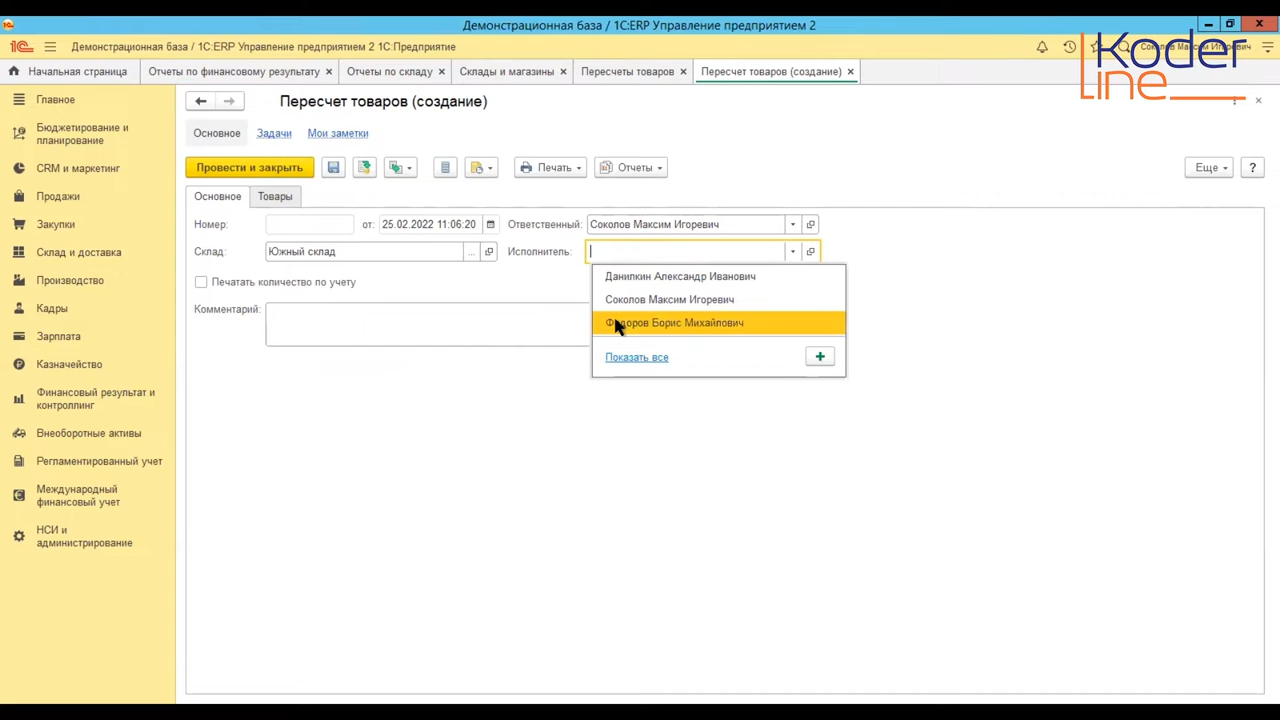 Демонстрационная база / 1С:ERP Управление предприятием 2
Демонстрационная база / 1С:ERP Управление предприятием 2 1С:Предприятие
Соколов Максим Игоревич
Koder
line
Начальная страница
Отчеты по финансовому результату
Отчеты по складу
Склады и магазины
Пересчеты товаров
Пересчет товаров (создание)
Главное
Бюджетирование и
планирование
CRM и маркетинг
Продажи
Закупки
Склад и доставка
Производство
Кадры
Зарплата
Казначейство
Финансовый результат и
контроллинг
Внеоборотные активы
Регламентированный учет
Международный
финансовый учет
НСИ и
администрирование
Пересчет товаров (создание)
Основное Задачи Мои заметки
Провести и закрыть Печать Отчеты Еще ?
Основное Товары
Номер: от: 25.02.2022 11:06:20 Ответственный: Соколов Максим Игоревич
Склад: Южный склад ... Исполнитель:
Печатать количество по учету
Комментарий:
Данилкин Александр Иванович
Соколов Максим Игоревич
Федоров Борис Михайлович
Показать все